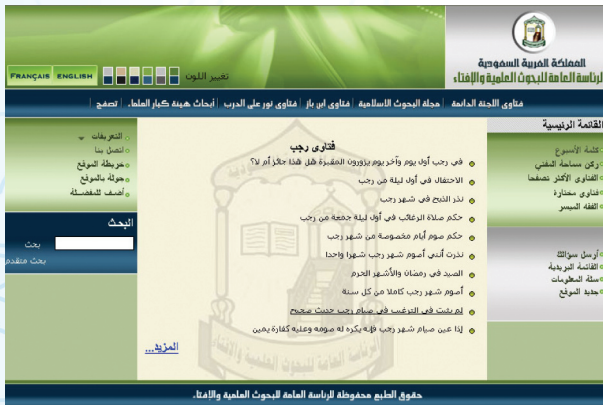 المملكة العربية السعودية
الرئاسة العامة للبحوث العلمية والإفتاء
تغيير اللون
ENGLISH
FRANÇAIS
فتاوى اللجنة الدائمة | مجلة البحوث الاسلامية | فتاوى ابن باز | فتاوى نور على الدرب | أبحاث هيئة كبار العلماء | تصفح |
القائمة الرئيسية
كلمة الأسبوع
ركن سماحة المفتي
الفتاوى الأكثر تصفحا
فتاوى مختارة
الفقه الميسر
أرسل سؤالك
القائمة البريدية
سلة المعلومات
جديد الموقع
فتاوى رجب
في رجب أول يوم وآخر يوم يزورون المقبرة هل هذا جائز أم لا؟
الاحتفال في أول ليلة من رجب
نذر الذبح في شهر رجب
حكم صلاة الرغائب في أول ليلة جمعة من رجب
حكم صوم أيام مخصوصة من شهر رجب
نذرت أنني أصوم شهر رجب شهرا واحدا
الصيد في رمضان والأشهر الحرم
أصوم شهر رجب كاملا من كل سنة
لم يثبت في الترغيب في صيام رجب حديث صحيح
إذا عين صيام شهر رجب فإنه يكره له صومه وعليه كفارة يمين
المزيد...
التعريفات
اتصل بنا
خريطة الموقع
جولة بالموقع
أضف للمفضلة
البحث
بحث
بحث متقدم
حقوق الطبع محفوظة للرئاسة العامة للبحوث العلمية والإفتاء.